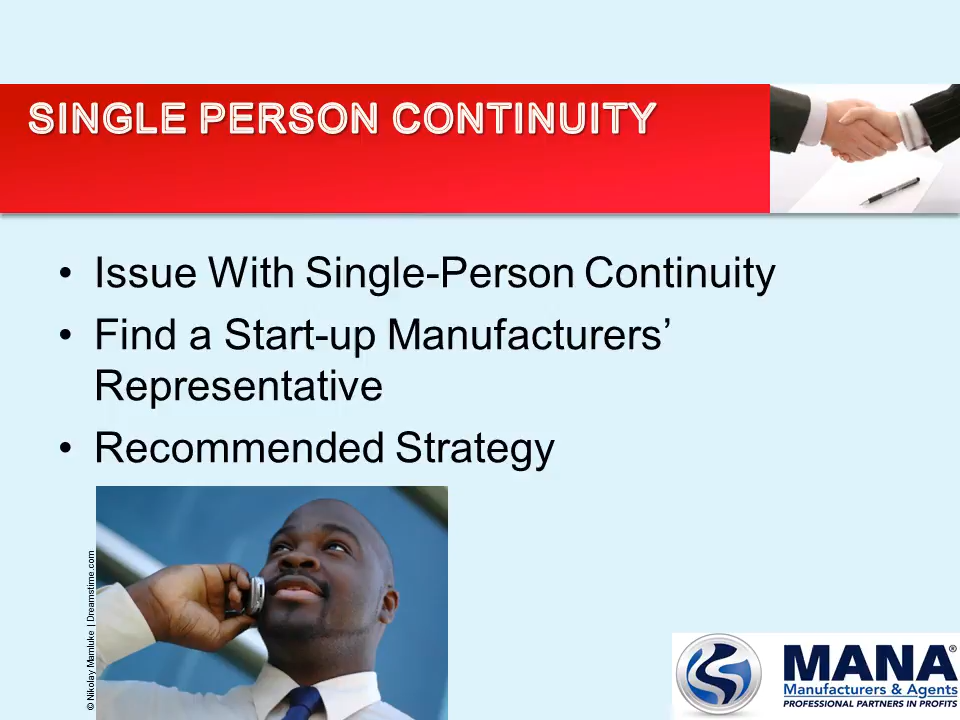 SINGLE PERSON CONTINUITY
• Issue With Single-Person Continuity
• Find a Start-up Manufacturers’
Representative
• Recommended Strategy
© Nikolay Mamluke | Dreamstime.com
MANA®
Manufacturers & Agents
PROFESSIONAL PARTNERS IN PROFITS